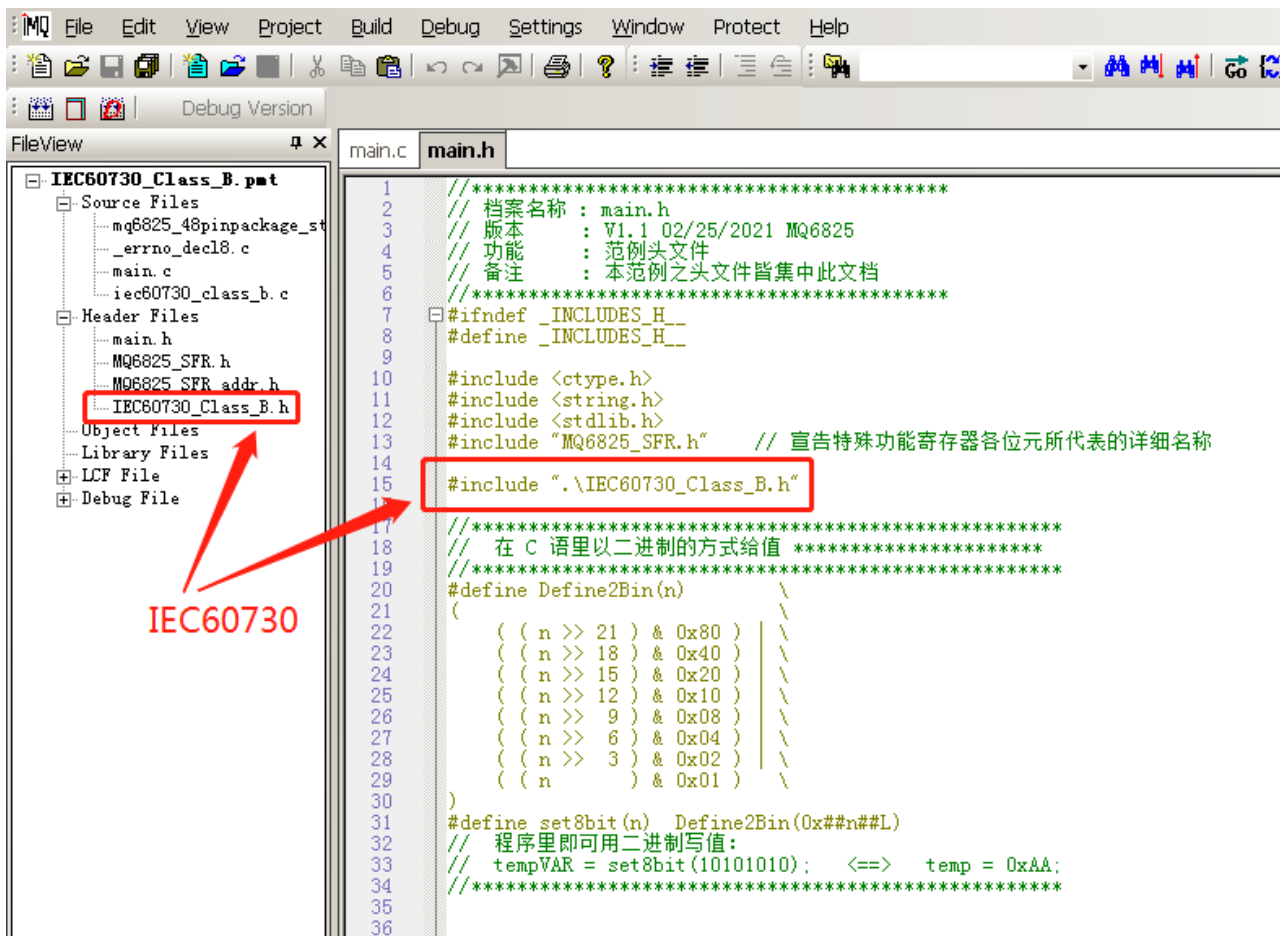 iMQ File Edit View Project Build Debug Settings Window Protect Help
Go
Debug Version
FileView
main.c main.h
IEC60730_Class_B.pmt
Source Files
mq6825_48pinpackage_st
_errno_decl8.c
main.c
iec60730_class_b.c
Header Files
main.h
MQ6825_SFR.h
MQ6825_SFR_addr.h
IEC60730_Class_B.h
Object Files
Library Files
LCF File
Debug File
IEC60730
1 //*****************************************
2 // 档案名称 : main.h
3 // 版本 : V1.1 02/25/2021 MQ6825
4 // 功能 : 范例头文件
5 // 备注 : 本范例之头文件皆集中此文档
6 //*****************************************
7 #ifndef _INCLUDES_H__
8 #define _INCLUDES_H__
9
10 #include <ctype.h>
11 #include <string.h>
12 #include <stdlib.h>
13 #include "MQ6825_SFR.h" // 宣告特殊功能寄存器各位元所代表的详细名称
14
15 #include ".\IEC60730_Class_B.h"
16
17 //***************************************************
18 // 在 C 语里以二进制的方式给值 **********************
19 //***************************************************
20 #define Define2Bin(n) \
21 ( \
22 ( ( n >> 21 ) & 0x80 ) | \
23 ( ( n >> 18 ) & 0x40 ) | \
24 ( ( n >> 15 ) & 0x20 ) | \
25 ( ( n >> 12 ) & 0x10 ) | \
26 ( ( n >> 9 ) & 0x08 ) | \
27 ( ( n >> 6 ) & 0x04 ) | \
28 ( ( n >> 3 ) & 0x02 ) | \
29 ( ( n ) & 0x01 ) \
30 )
31 #define set8bit(n) Define2Bin(0x##n##L)
32 // 程序里即可用二进制写值:
33 // tempVAR = set8bit(10101010); <==> temp = 0xAA;
34 //***************************************************
35
36